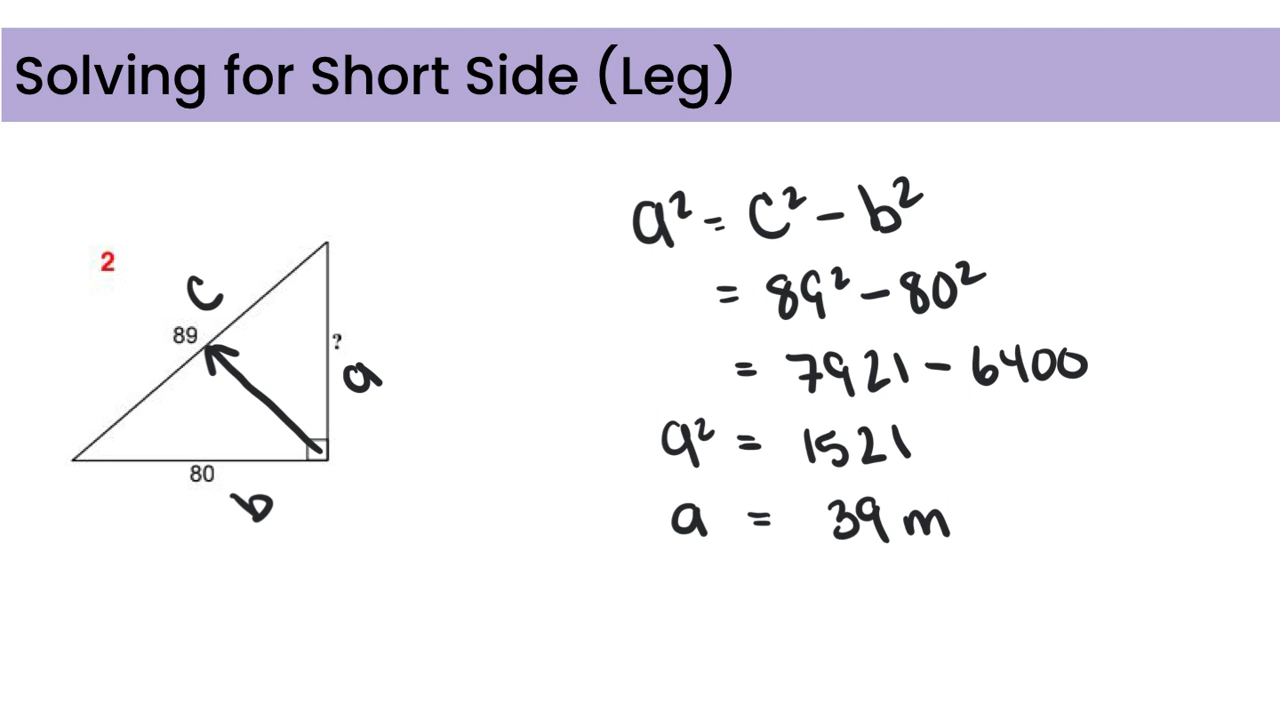 Solving for Short Side (Leg)
2
c
89
?
a
80
b
a² = c² - b²
= 89² - 80²
= 7921 - 6400
a² = 1521
a = 39 m